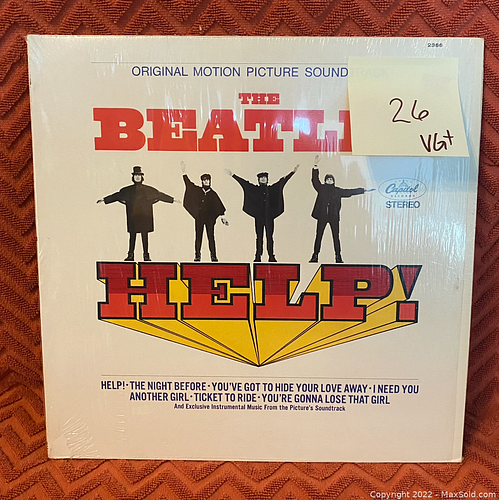 2386
ORIGINAL MOTION PICTURE SOUND
THE
BEATL
26
VG+
Capitol
RECORDS
STEREO
HELP!
HELP! · THE NIGHT BEFORE · YOU'VE GOT TO HIDE YOUR LOVE AWAY · I NEED YOU
ANOTHER GIRL · TICKET TO RIDE · YOU'RE GONNA LOSE THAT GIRL
And Exclusive Instrumental Music From the Picture's Soundtrack
Copyright 2022 - MaxSold.com